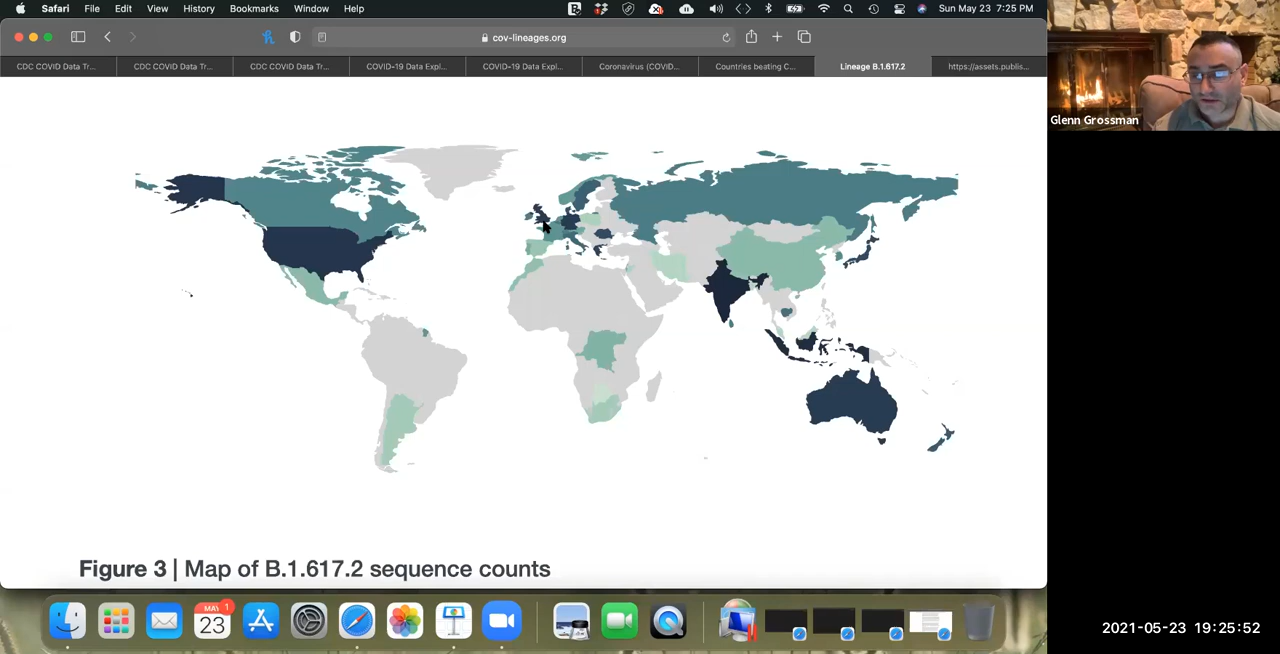 Safari File Edit View History Bookmarks Window Help
Sun May 23 7:25 PM
cov-lineages.org
CDC COVID Data Tr...
CDC COVID Data Tr...
CDC COVID Data Tr...
COVID-19 Data Expl...
COVID-19 Data Expl...
Coronavirus (COVID...
Countries beating C...
Lineage B.1.617.2
https://assets.publis...
Glenn Grossman
Figure 3 | Map of B.1.617.2 sequence counts
MAY
1
23
2021-05-23 19:25:52